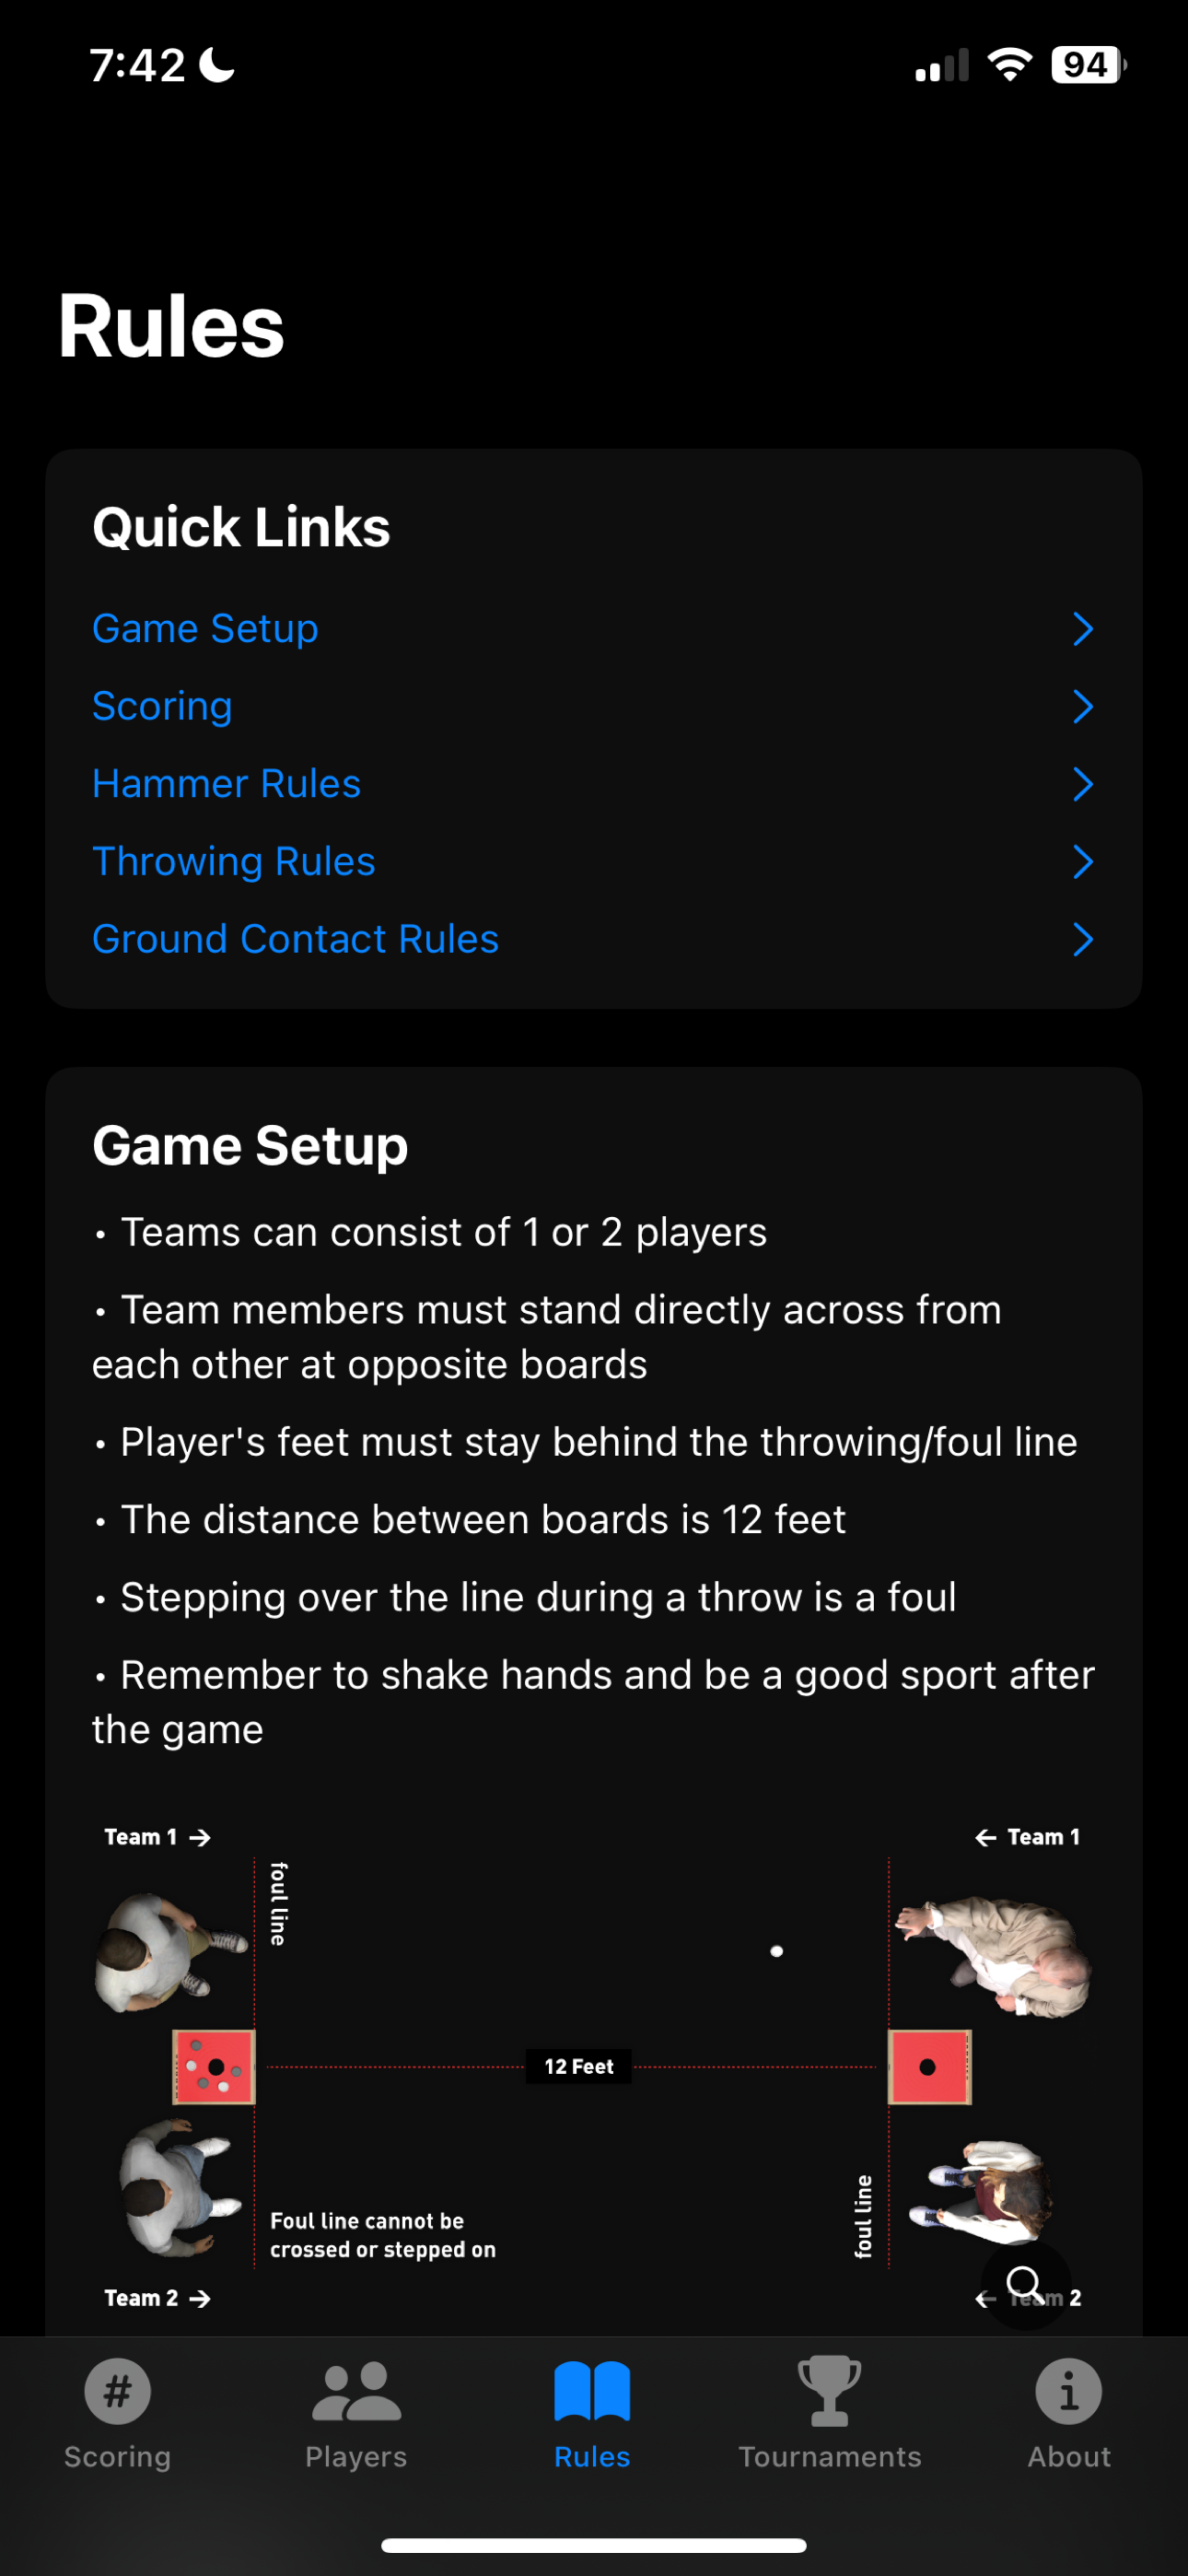 7:42
94
Rules
Quick Links
Game Setup
Scoring
Hammer Rules
Throwing Rules
Ground Contact Rules
Game Setup
• Teams can consist of 1 or 2 players
• Team members must stand directly across from
each other at opposite boards
• Player's feet must stay behind the throwing/foul line
• The distance between boards is 12 feet
• Stepping over the line during a throw is a foul
• Remember to shake hands and be a good sport after
the game
Team 1 →
← Team 1
foul line
12 Feet
foul line
Foul line cannot be
crossed or stepped on
Team 2 →
← Team 2
#
Scoring
Players
Rules
Tournaments
i
About